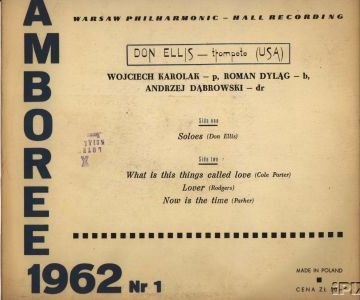 AMBOREE
WARSAW PHILHARMONIC - HALL RECORDING
DON ELLIS — trompete (USA)
WOJCIECH KAROLAK - p, ROMAN DYLĄG - b,
ANDRZEJ DĄBROWSKI - dr
Side one
Soloes (Don Ellis)
Side two
What is this things called love (Cole Porter)
Lover (Rodgers)
Now is the time (Parker)
1962 Nr 1
MADE IN POLAND
CENA ZŁ